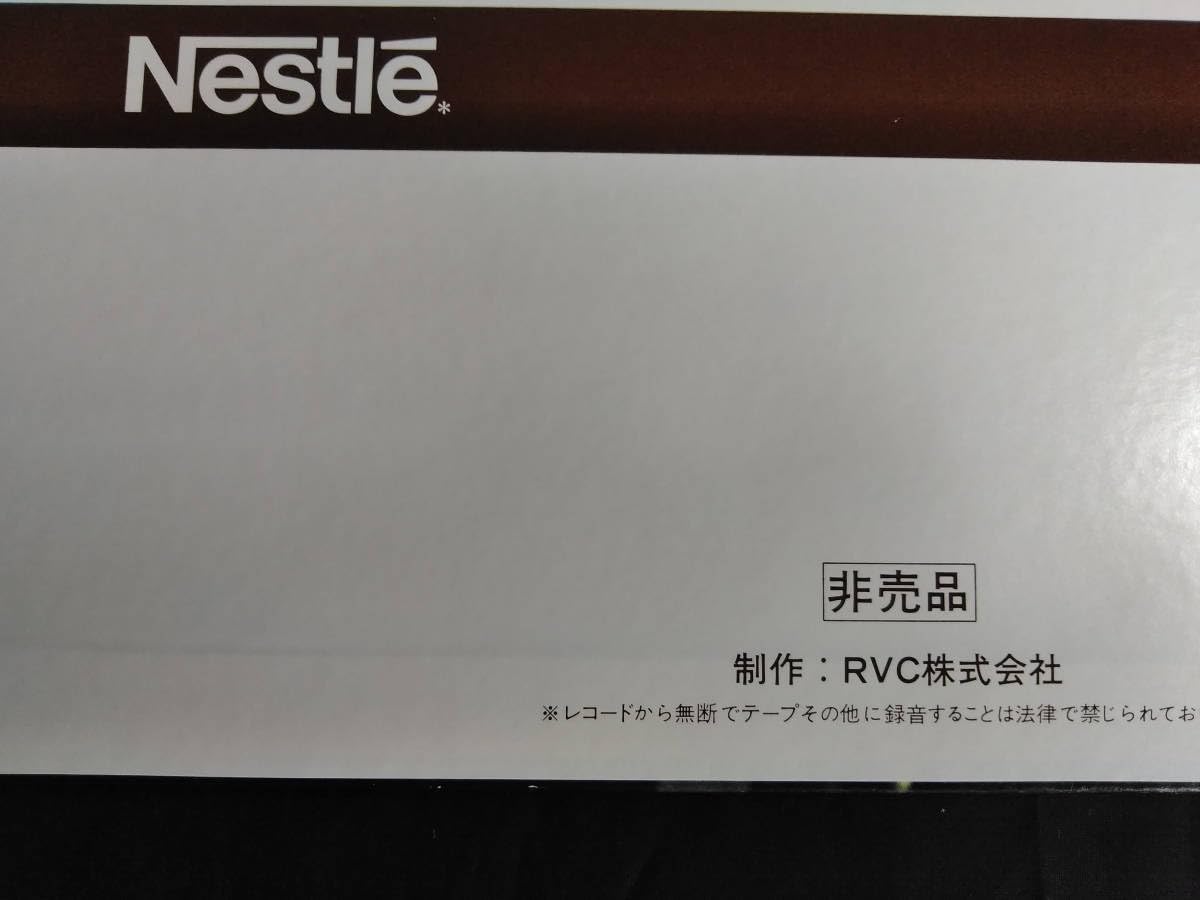 Nestlé*
非売品
制作：RVC株式会社
※レコードから無断でテープその他に録音することは法律で禁じられてお